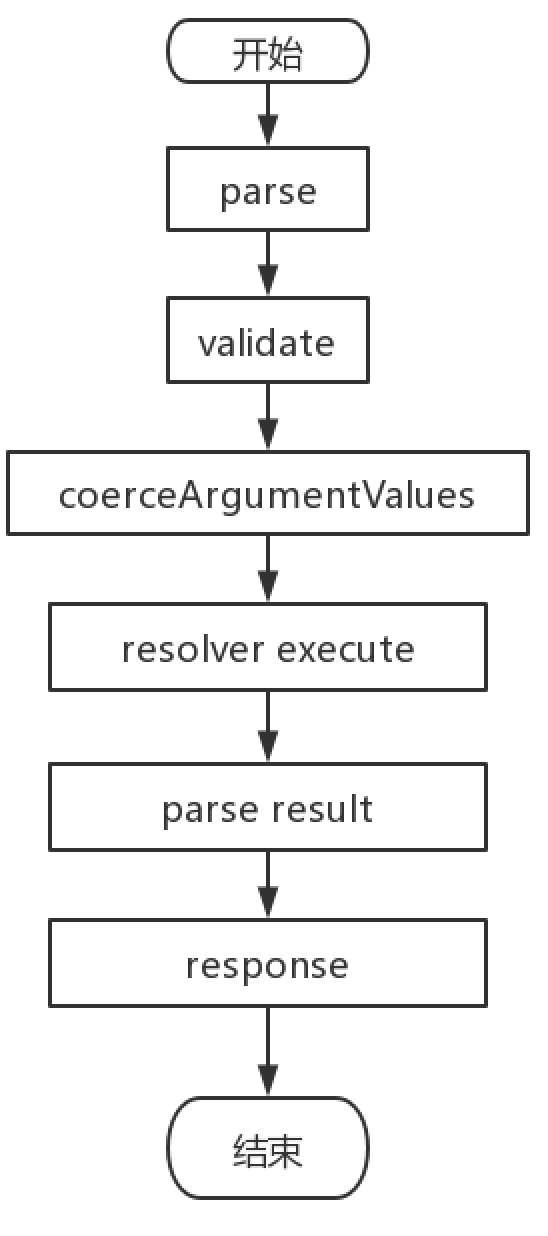 开始
parse
validate
coerceArgumentValues
resolver execute
parse result
response
结束